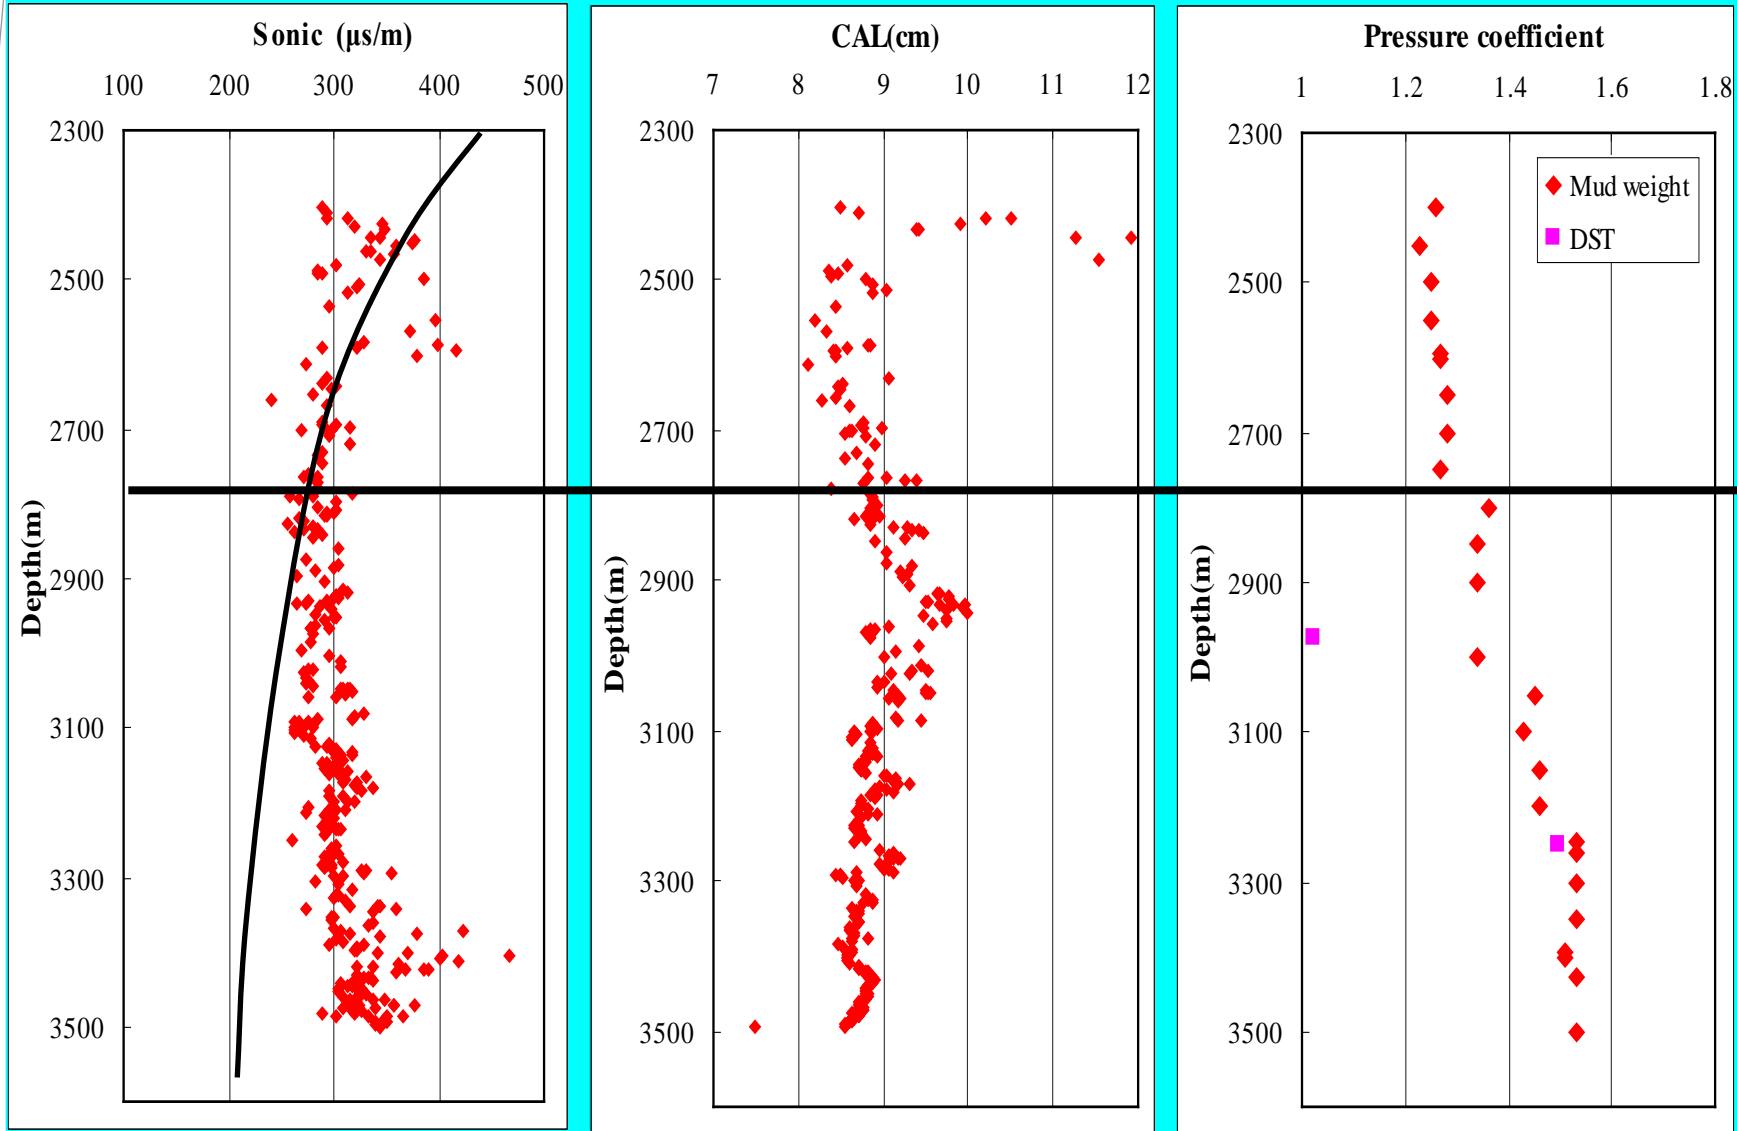 Sonic (μs/m)
100 200 300 400 500
2300
2500
2700
2900
3100
3300
3500
Depth(m)
CAL(cm)
7 8 9 10 11 12
2300
2500
2700
2900
3100
3300
3500
Depth(m)
Pressure coefficient
1 1.2 1.4 1.6 1.8
2300
2500
2700
2900
3100
3300
3500
Depth(m)
Mud weight
DST